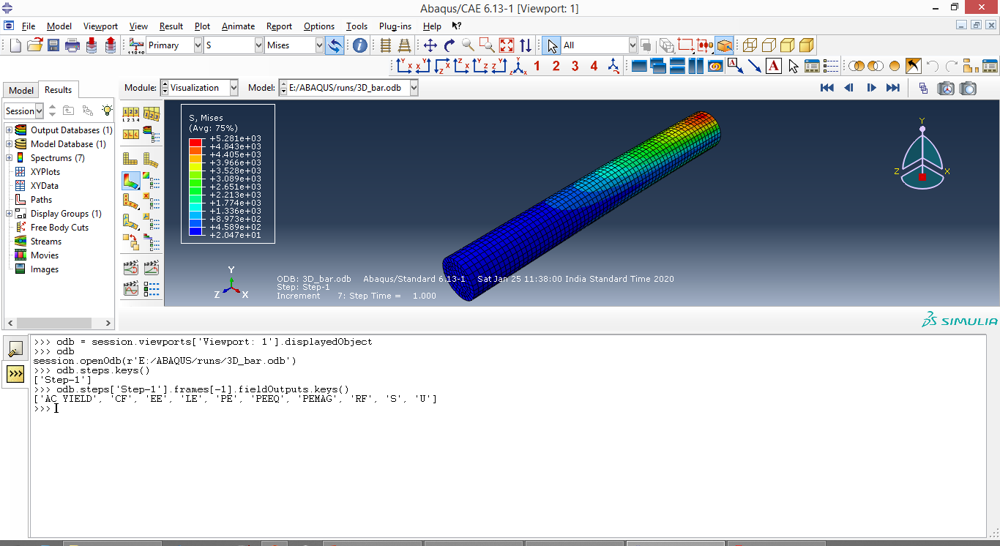 Abaqus/CAE 6.13-1 [Viewport: 1]
File Model Viewport View Result Plot Animate Report Options Tools Plug-ins Help
Primary S Mises All
1 2 3 4
Model Results
Module: Visualization Model: E:/ABAQUS/runs/3D_bar.odb
Session
Output Databases (1)
Model Database (1)
Spectrums (7)
XYPlots
XYData
Paths
Display Groups (1)
Free Body Cuts
Streams
Movies
Images
S, Mises
(Avg: 75%)
+5.281e+03
+4.843e+03
+4.405e+03
+3.966e+03
+3.528e+03
+3.089e+03
+2.651e+03
+2.213e+03
+1.774e+03
+1.336e+03
+8.973e+02
+4.589e+02
+2.047e+01
Y
Z X
Y
Z X
ODB: 3D_bar.odb Abaqus/Standard 6.13-1 Sat Jan 25 11:38:00 India Standard Time 2020
Step: Step-1
Increment 7: Step Time = 1.000
SIMULIA
>>> odb = session.viewports['Viewport: 1'].displayedObject
>>> odb
session.openOdb(r'E:/ABAQUS/runs/3D_bar.odb')
>>> odb.steps.keys()
['Step-1']
>>> odb.steps['Step-1'].frames[-1].fieldOutputs.keys()
['AC YIELD', 'CF', 'EE', 'LE', 'PE', 'PEEQ', 'PEMAG', 'RF', 'S', 'U']
>>>